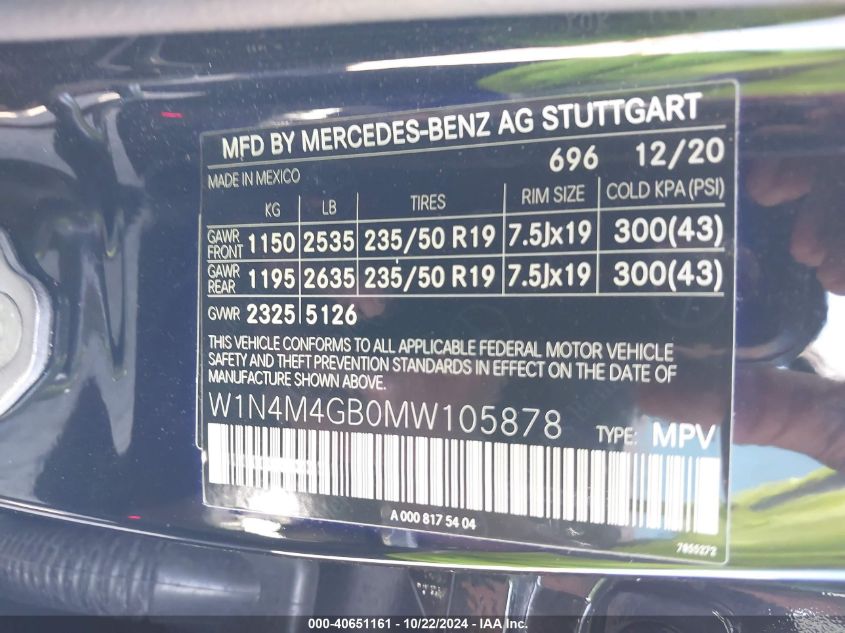 MFD BY MERCEDES-BENZ AG STUTTGART
696 12/20
MADE IN MEXICO
KG LB TIRES RIM SIZE COLD KPA (PSI)
GAWR FRONT 1150 2535 235/50 R19 7.5Jx19 300(43)
GAWR REAR 1195 2635 235/50 R19 7.5Jx19 300(43)
GVWR 2325 5126
THIS VEHICLE CONFORMS TO ALL APPLICABLE FEDERAL MOTOR VEHICLE
SAFETY AND THEFT PREVENTION STANDARDS IN EFFECT ON THE DATE OF
MANUFACTURE SHOWN ABOVE.
W1N4M4GB0MW105878 TYPE: MPV
A 000 817 54 04
7855272
000-40651161 - 10/22/2024 - IAA Inc.